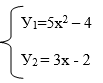 У₁=5x² – 4
У₂ = 3x - 2